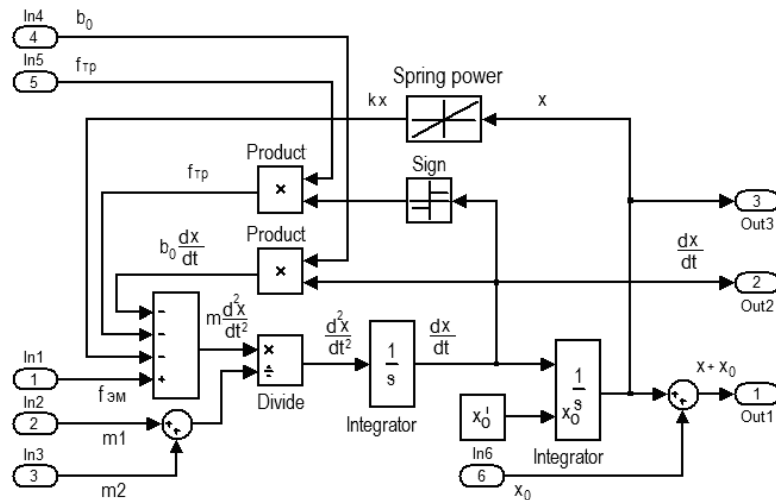 In4
4
b₀
In5
5
fтр
Spring power
kx
x
Product
×
fтр
Sign
3
Out3
Product
×
b₀ dx/dt
dx/dt
2
Out2
-
-
-
+
m d²x/dt²
×
÷
Divide
d²x/dt²
1/s
Integrator
dx/dt
In1
1
fэм
In2
2
m1
+
+
In3
3
m2
x₀'
1/s
x₀
Integrator
+
+
x + x₀
1
Out1
In6
6
x₀